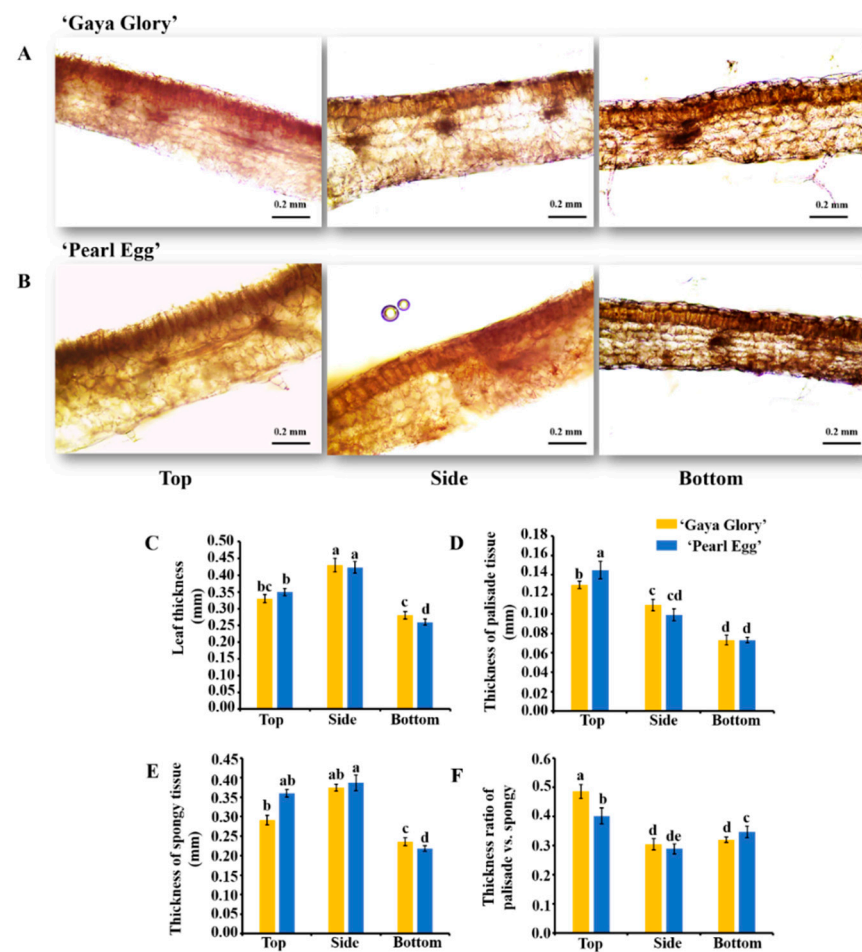 ‘Gaya Glory’
A
0.2 mm
0.2 mm
0.2 mm
‘Pearl Egg’
B
0.2 mm
0.2 mm
0.2 mm
Top
Side
Bottom
C
Leaf thickness
(mm)
0.50
0.45
0.40
0.35
0.30
0.25
0.20
0.15
0.10
0.05
0.00
bc
b
a
a
c
d
Top
Side
Bottom
D
‘Gaya Glory’
‘Pearl Egg’
Thickness of palisade tissue
(mm)
0.18
0.16
0.14
0.12
0.10
0.08
0.06
0.04
0.02
0.00
b
a
c
cd
d
d
Top
Side
Bottom
E
Thickness of spongy tissue
(mm)
0.45
0.40
0.35
0.30
0.25
0.20
0.15
0.10
0.05
0.00
b
ab
ab
a
c
d
Top
Side
Bottom
F
Thickness ratio of
palisade vs. spongy
0.6
0.5
0.4
0.3
0.2
0.1
0
a
b
d
de
d
c
Top
Side
Bottom